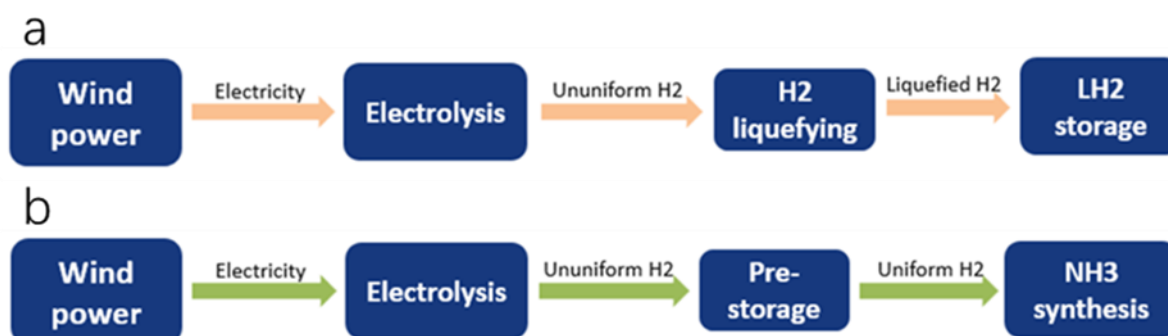 a
Wind
power
Electricity
Electrolysis
Ununiform H2
H2
liquefying
Liquefied H2
LH2
storage
b
Wind
power
Electricity
Electrolysis
Ununiform H2
Pre-
storage
Uniform H2
NH3
synthesis